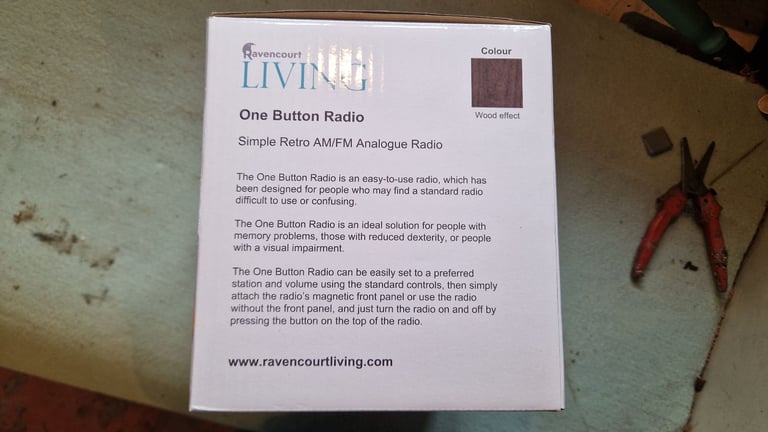 Ravencourt
LIVING
Colour
Wood effect
One Button Radio
Simple Retro AM/FM Analogue Radio
The One Button Radio is an easy-to-use radio, which has
been designed for people who may find a standard radio
difficult to use or confusing.
The One Button Radio is an ideal solution for people with
memory problems, those with reduced dexterity, or people
with a visual impairment.
The One Button Radio can be easily set to a preferred
station and volume using the standard controls, then simply
attach the radio's magnetic front panel or use the radio
without the front panel, and just turn the radio on and off by
pressing the button on the top of the radio.
www.ravencourtliving.com